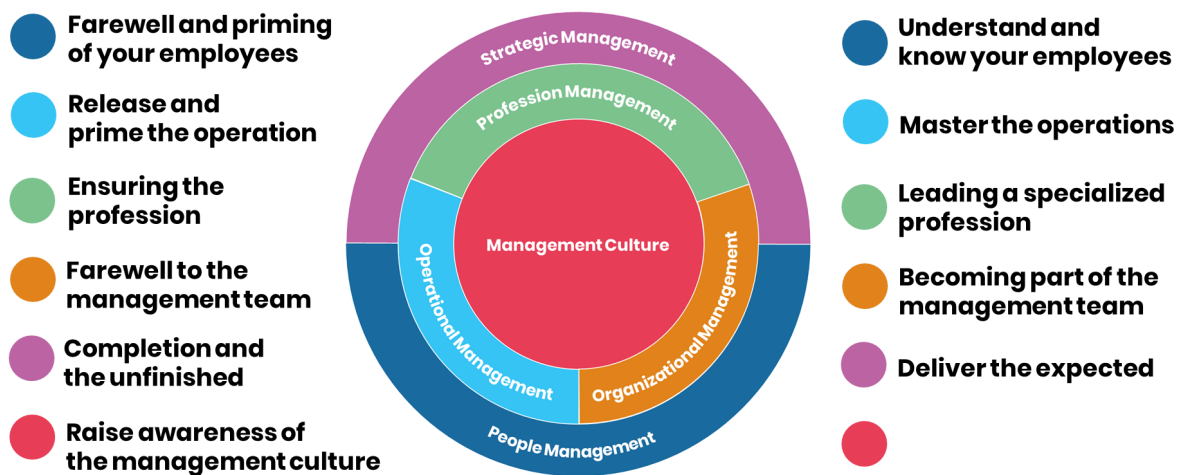 Farewell and priming
of your employees
Release and
prime the operation
Ensuring the
profession
Farewell to the
management team
Completion and
the unfinished
Raise awareness of
the management culture
Strategic Management
Profession Management
Management Culture
Operational Management
Organizational Management
People Management
Understand and
know your employees
Master the operations
Leading a specialized
profession
Becoming part of the
management team
Deliver the expected